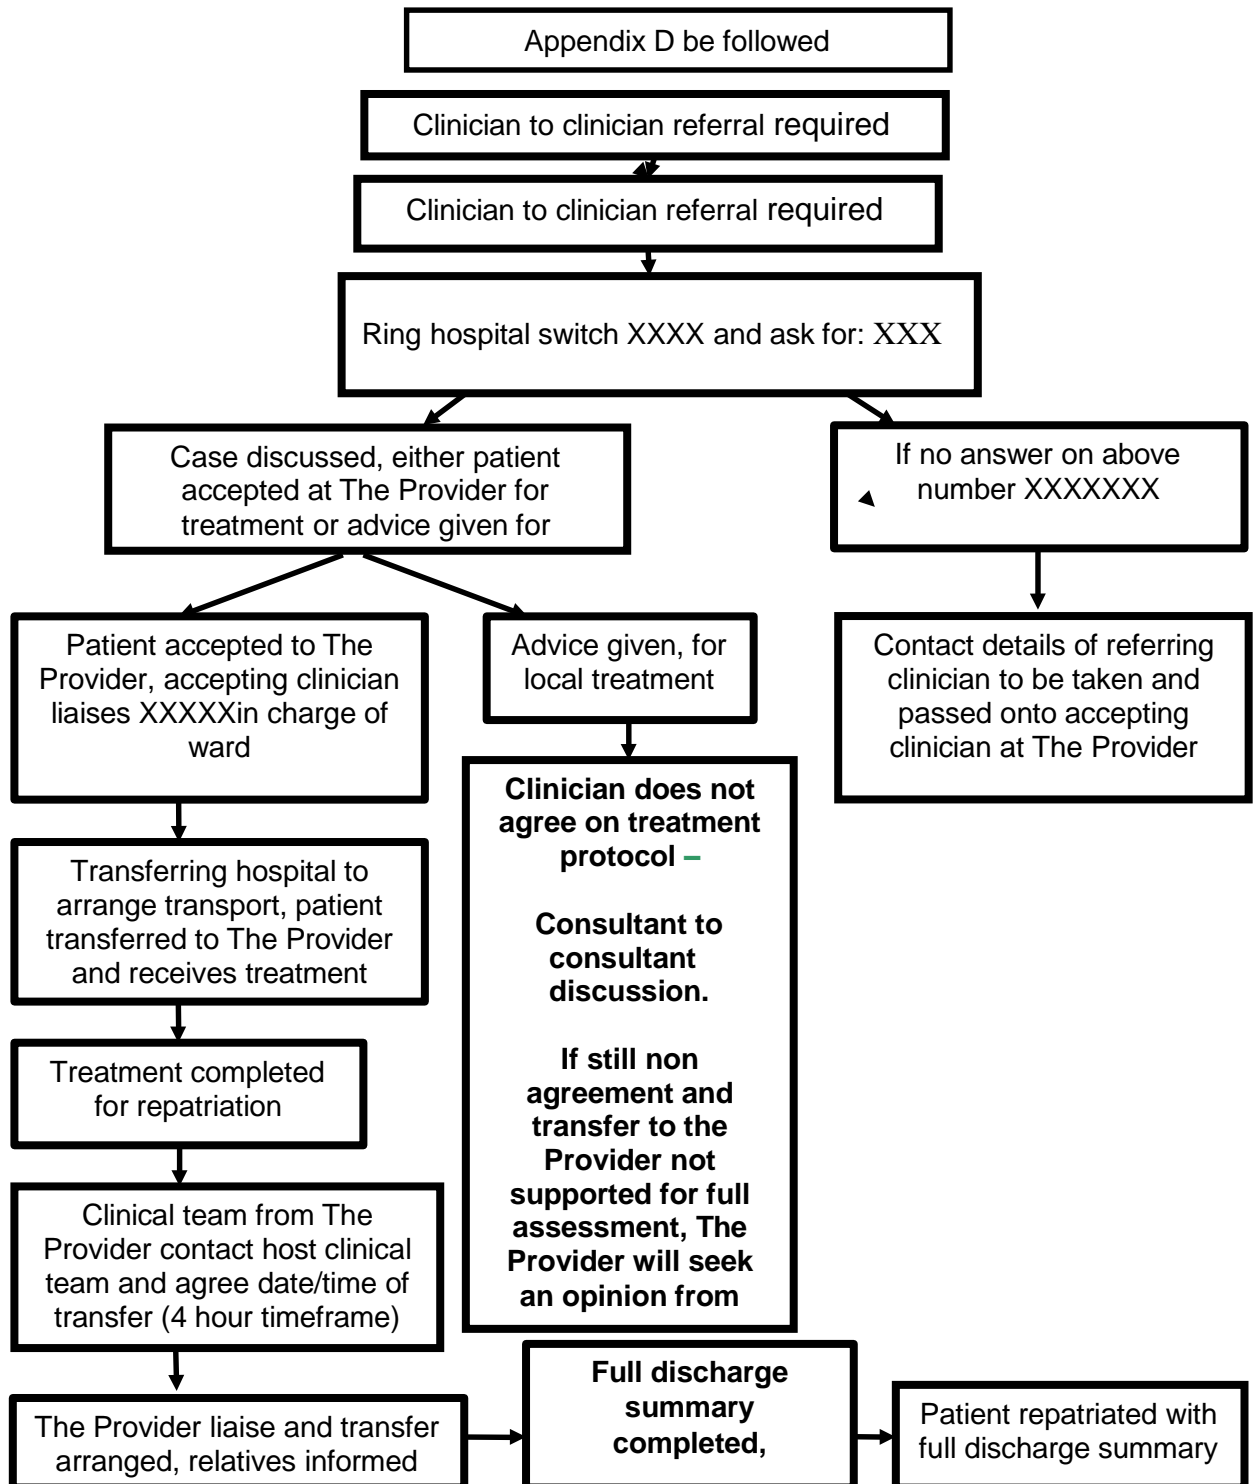 Appendix D be followed
Clinician to clinician referral required
Clinician to clinician referral required
Ring hospital switch XXXX and ask for: XXX
Case discussed, either patient
accepted at The Provider for
treatment or advice given for
If no answer on above
number XXXXXXX
Patient accepted to The
Provider, accepting clinician
liaises XXXXXin charge of
ward
Advice given, for
local treatment
Contact details of referring
clinician to be taken and
passed onto accepting
clinician at The Provider
Clinician does not
agree on treatment
protocol –
Consultant to
consultant
discussion.
If still non
agreement and
transfer to the
Provider not
supported for full
assessment, The
Provider will seek
an opinion from
Transferring hospital to
arrange transport, patient
transferred to The Provider
and receives treatment
Treatment completed
for repatriation
Clinical team from The
Provider contact host clinical
team and agree date/time of
transfer (4 hour timeframe)
The Provider liaise and transfer
arranged, relatives informed
Full discharge
summary
completed,
Patient repatriated with
full discharge summary